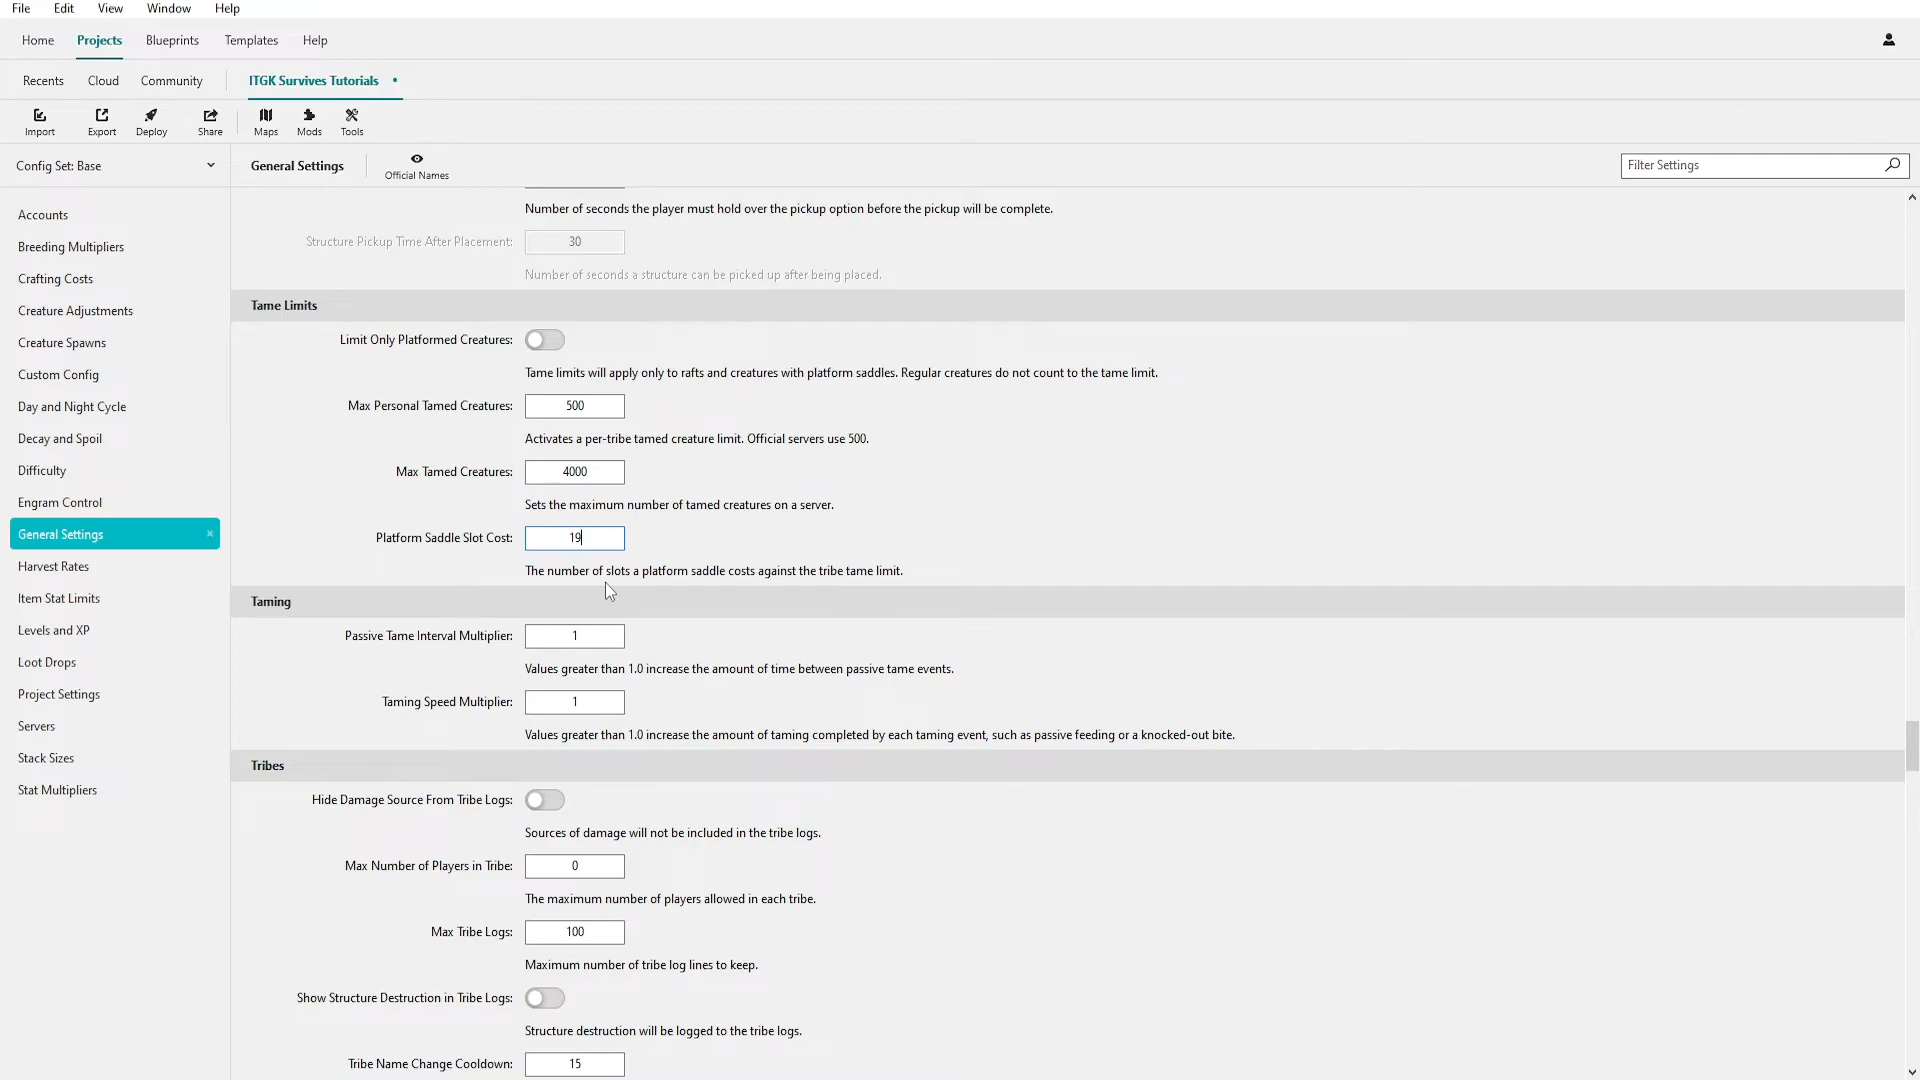 File Edit View Window Help
Home Projects Blueprints Templates Help
Recents Cloud Community ITGK Survives Tutorials •
Import Export Deploy Share Maps Mods Tools
Config Set: Base
General Settings
Official Names
Filter Settings
Accounts
Breeding Multipliers
Crafting Costs
Creature Adjustments
Creature Spawns
Custom Config
Day and Night Cycle
Decay and Spoil
Difficulty
Engram Control
General Settings ×
Harvest Rates
Item Stat Limits
Levels and XP
Loot Drops
Project Settings
Servers
Stack Sizes
Stat Multipliers
Number of seconds the player must hold over the pickup option before the pickup will be complete.
Structure Pickup Time After Placement: 30
Number of seconds a structure can be picked up after being placed.
Tame Limits
Limit Only Platformed Creatures:
Tame limits will apply only to rafts and creatures with platform saddles. Regular creatures do not count to the tame limit.
Max Personal Tamed Creatures: 500
Activates a per-tribe tamed creature limit. Official servers use 500.
Max Tamed Creatures: 4000
Sets the maximum number of tamed creatures on a server.
Platform Saddle Slot Cost: 19
The number of slots a platform saddle costs against the tribe tame limit.
Taming
Passive Tame Interval Multiplier: 1
Values greater than 1.0 increase the amount of time between passive tame events.
Taming Speed Multiplier: 1
Values greater than 1.0 increase the amount of taming completed by each taming event, such as passive feeding or a knocked-out bite.
Tribes
Hide Damage Source From Tribe Logs:
Sources of damage will not be included in the tribe logs.
Max Number of Players in Tribe: 0
The maximum number of players allowed in each tribe.
Max Tribe Logs: 100
Maximum number of tribe log lines to keep.
Show Structure Destruction in Tribe Logs:
Structure destruction will be logged to the tribe logs.
Tribe Name Change Cooldown: 15